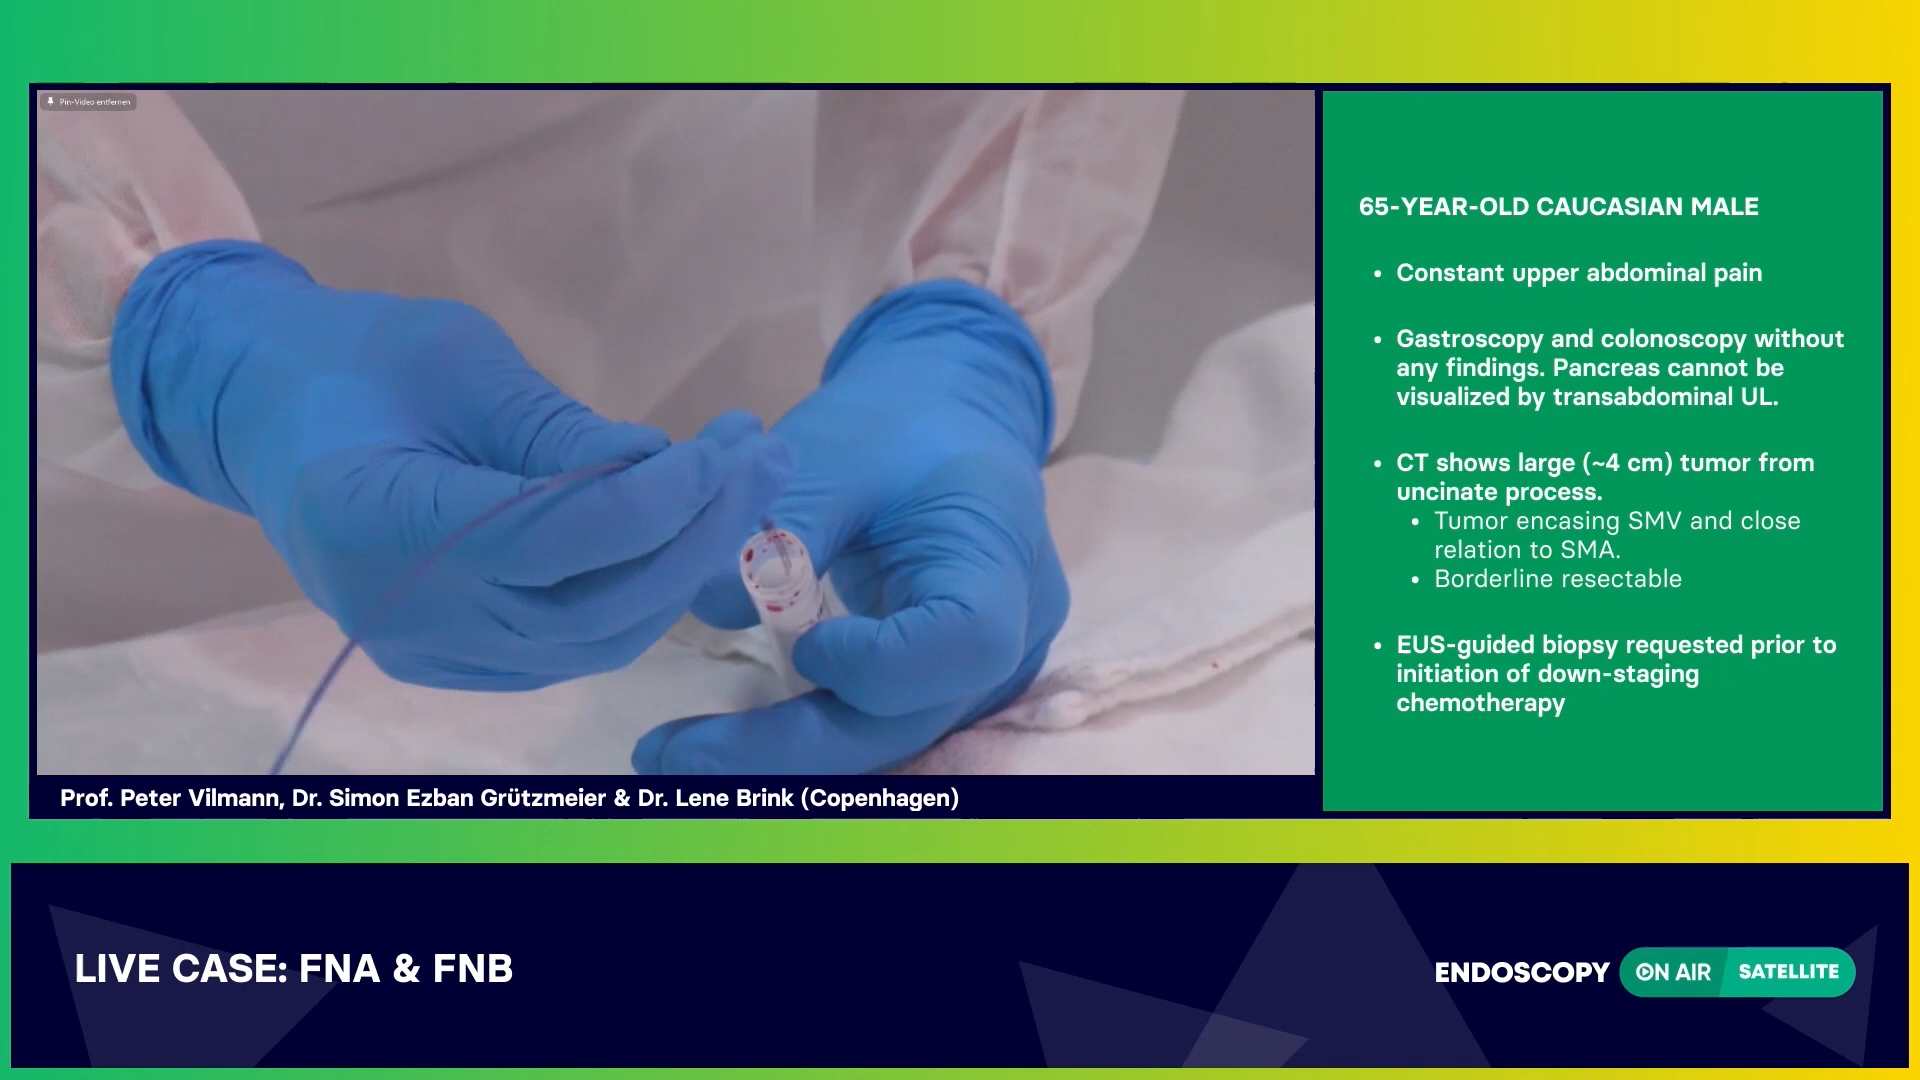 Pin-Video entfernen
65-YEAR-OLD CAUCASIAN MALE
• Constant upper abdominal pain
• Gastroscopy and colonoscopy without
any findings. Pancreas cannot be
visualized by transabdominal UL.
• CT shows large (~4 cm) tumor from
uncinate process.
• Tumor encasing SMV and close
relation to SMA.
• Borderline resectable
• EUS-guided biopsy requested prior to
initiation of down-staging
chemotherapy
Prof. Peter Vilmann, Dr. Simon Ezban Grützmeier & Dr. Lene Brink (Copenhagen)
LIVE CASE: FNA & FNB
ENDOSCOPY ON AIR SATELLITE